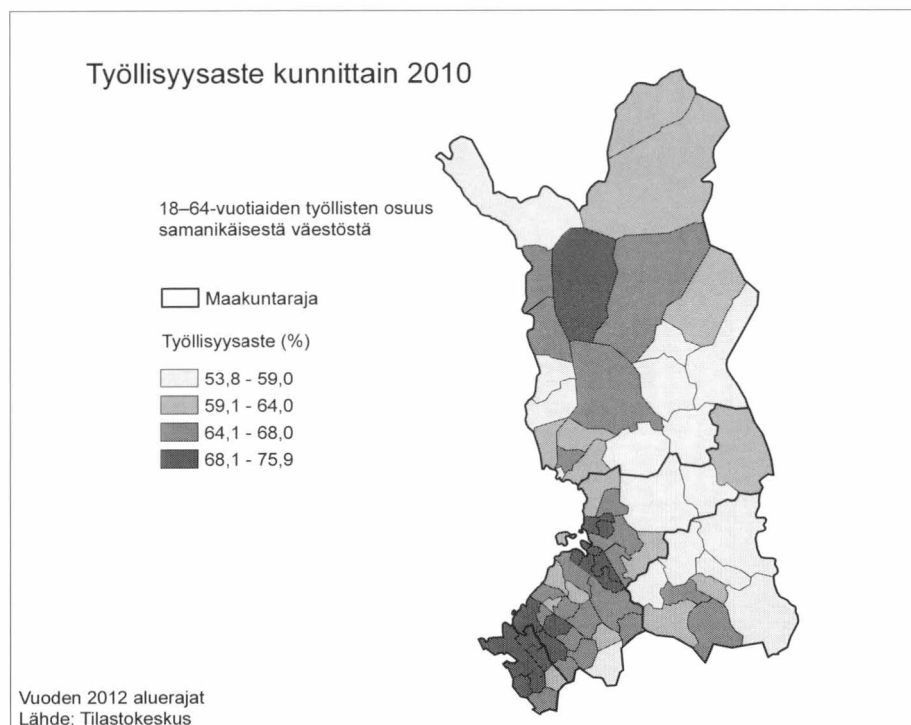 Työllisyysaste kunnittain 2010
18–64-vuotiaiden työllisten osuus
samanikäisestä väestöstä
Maakuntaraja
Työllisyysaste (%)
53,8 - 59,0
59,1 - 64,0
64,1 - 68,0
68,1 - 75,9
Vuoden 2012 aluerajat
Lähde: Tilastokeskus